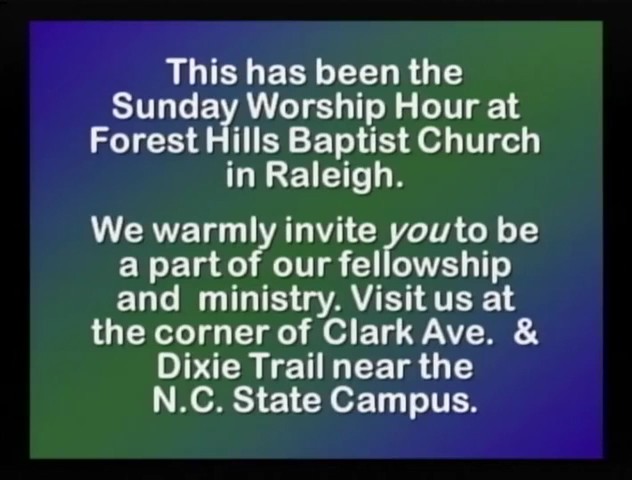 This has been the
Sunday Worship Hour at
Forest Hills Baptist Church
in Raleigh.
We warmly invite you to be
a part of our fellowship
and ministry. Visit us at
the corner of Clark Ave. &
Dixie Trail near the
N.C. State Campus.